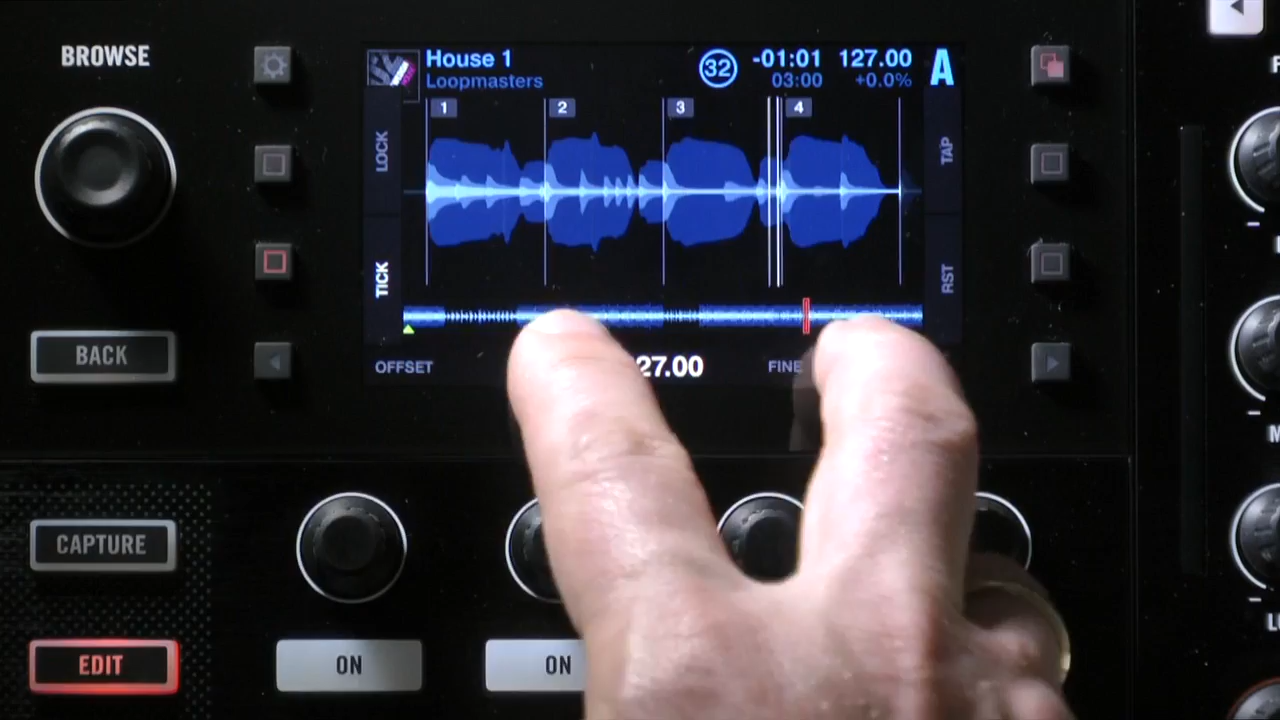 BROWSE
House 1
Loopmasters
32
-01:01
03:00
127.00
+0.0%
A
1
2
3
4
LOCK
TAP
TICK
RST
OFFSET
27.00
FINE
BACK
CAPTURE
EDIT
ON
ON